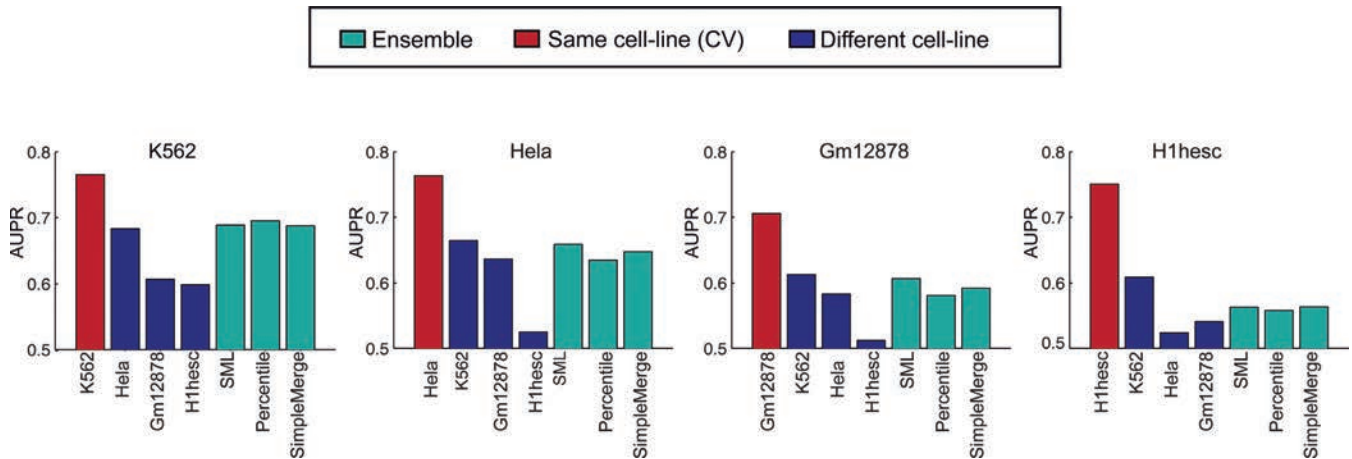 Ensemble Same cell-line (CV) Different cell-line
K562
AUPR
0.8
0.7
0.6
0.5
K562
Hela
Gm12878
H1hesc
SML
Percentile
SimpleMerge
Hela
AUPR
0.8
0.7
0.6
0.5
Hela
K562
Gm12878
H1hesc
SML
Percentile
SimpleMerge
Gm12878
AUPR
0.8
0.7
0.6
0.5
Gm12878
K562
Hela
H1hesc
SML
Percentile
SimpleMerge
H1hesc
AUPR
0.8
0.7
0.6
0.5
H1hesc
K562
Hela
Gm12878
SML
Percentile
SimpleMerge